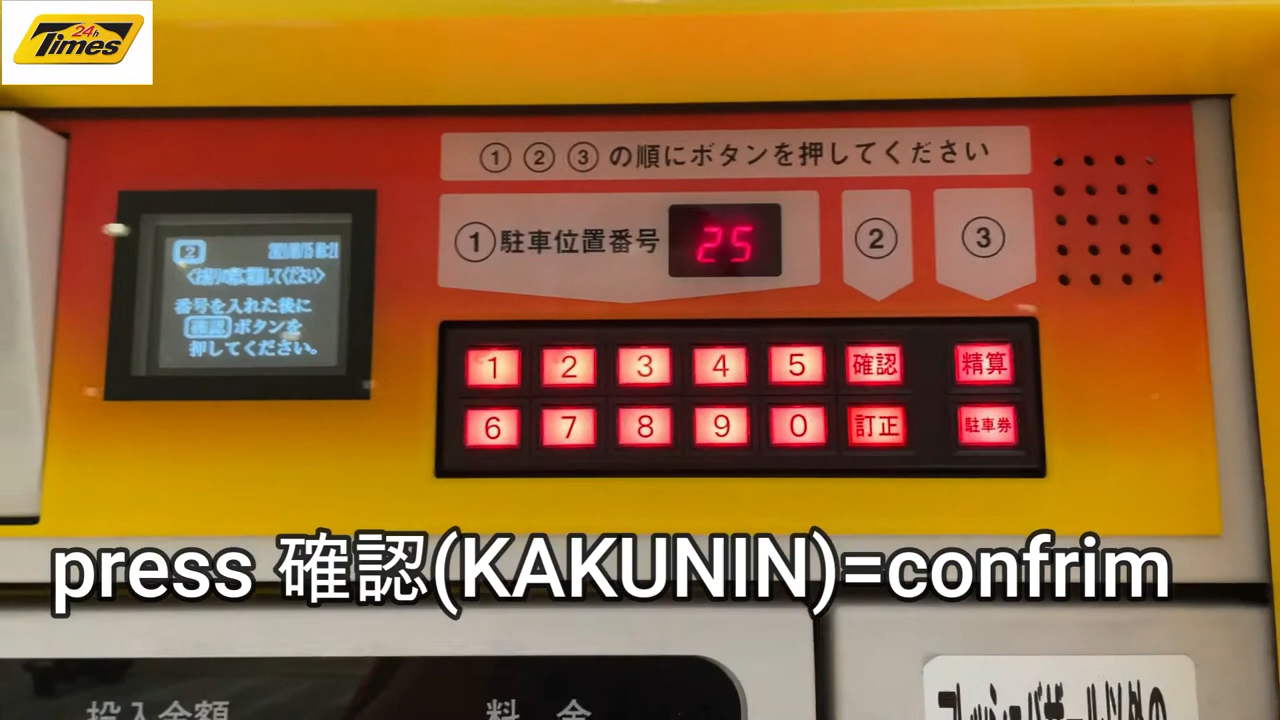 24h
Times
① ② ③ の順にボタンを押してください
①駐車位置番号 25 ② ③
2
番号を入れた後に
確認 ボタンを
押してください。
1 2 3 4 5 確認 精算
6 7 8 9 0 訂正 駐車券
press 確認(KAKUNIN)=confrim
投入金額 料 金